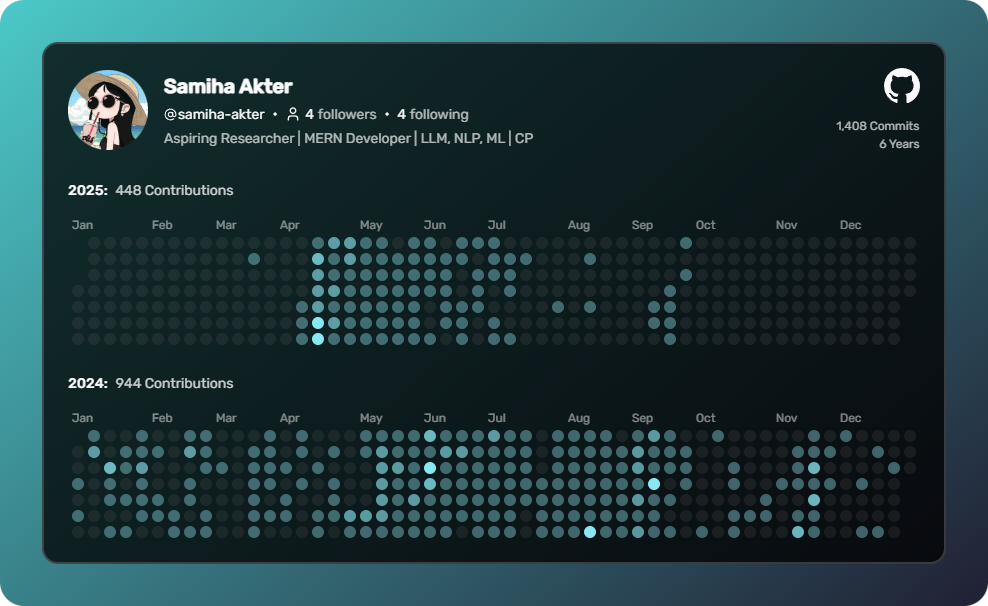 Samiha Akter
@samiha-akter • 4 followers • 4 following
Aspiring Researcher | MERN Developer | LLM, NLP, ML | CP
1,408 Commits
6 Years
2025: 448 Contributions
Jan Feb Mar Apr May Jun Jul Aug Sep Oct Nov Dec
2024: 944 Contributions
Jan Feb Mar Apr May Jun Jul Aug Sep Oct Nov Dec